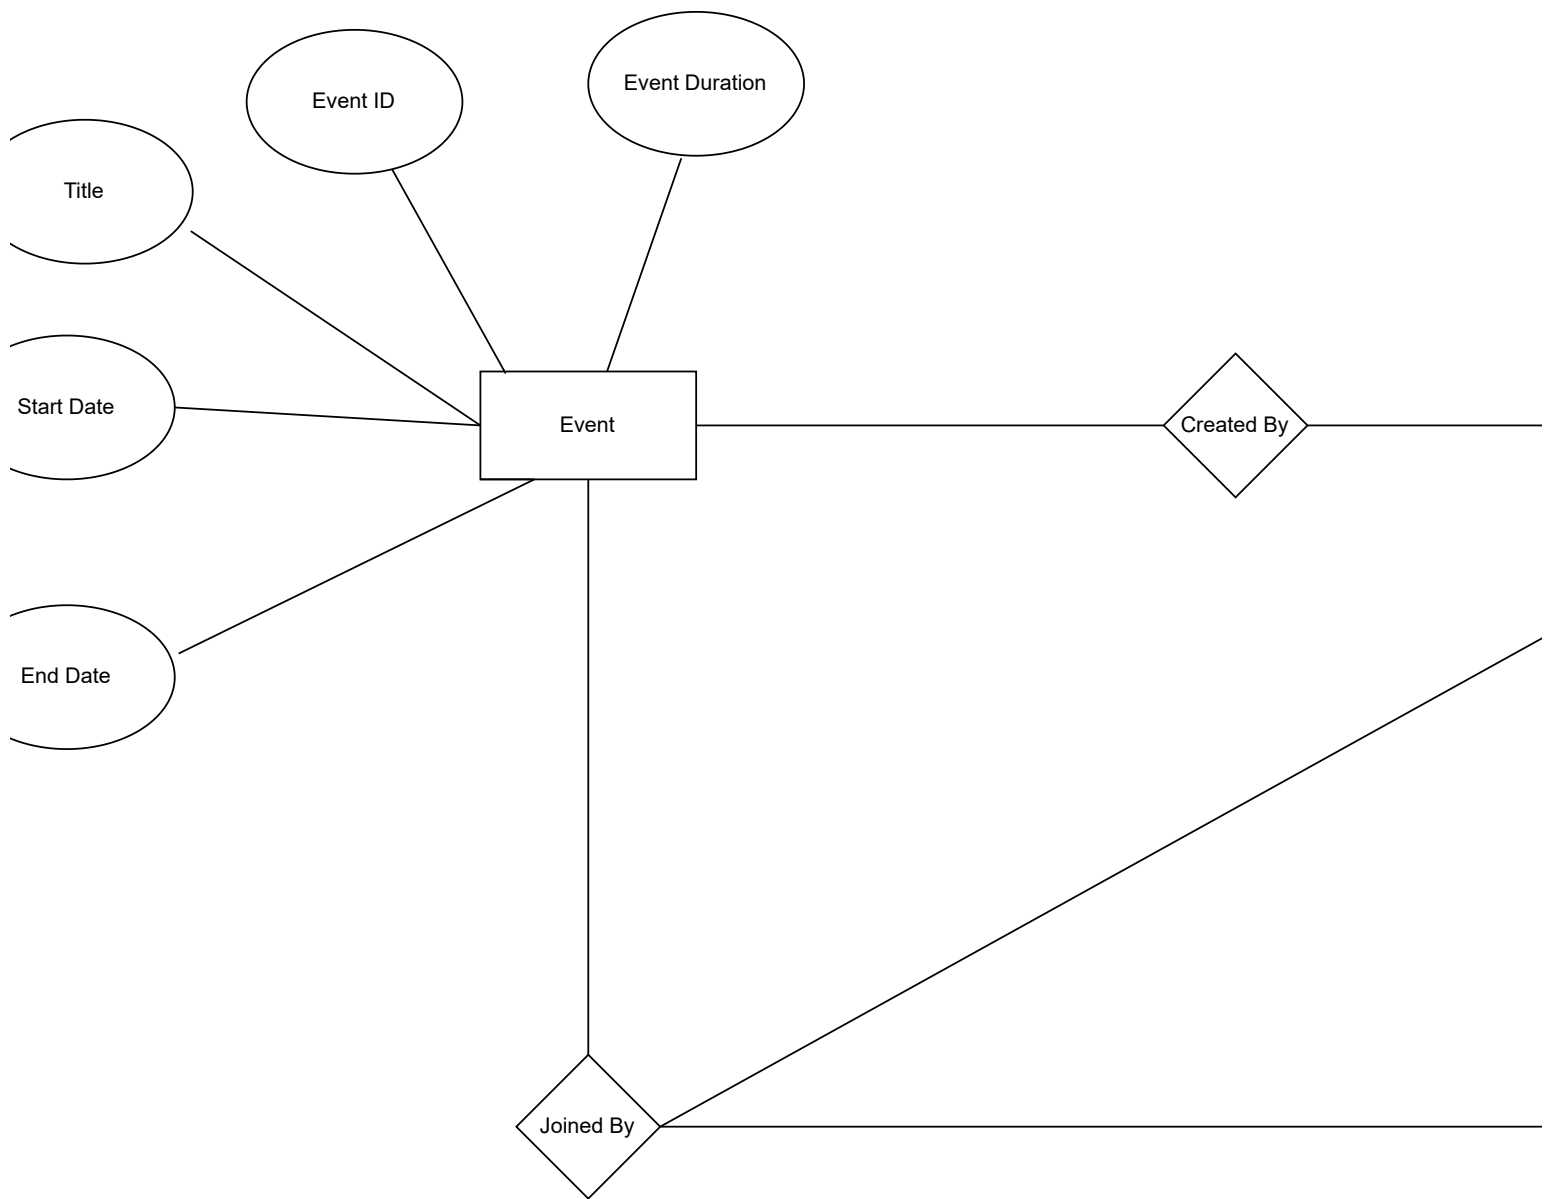 Event Duration
Event ID
Title
Start Date
Event
Created By
End Date
Joined By